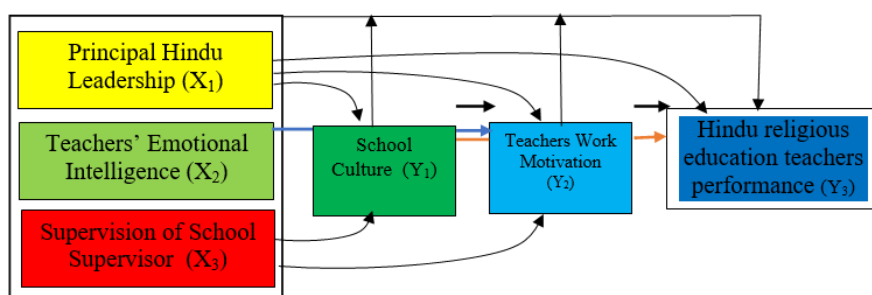 Principal Hindu
Leadership (X₁)
Teachers' Emotional
Intelligence (X₂)
Supervision of School
Supervisor (X₃)
School
Culture (Y₁)
Teachers Work
Motivation
(Y₂)
Hindu religious
education teachers
performance (Y₃)